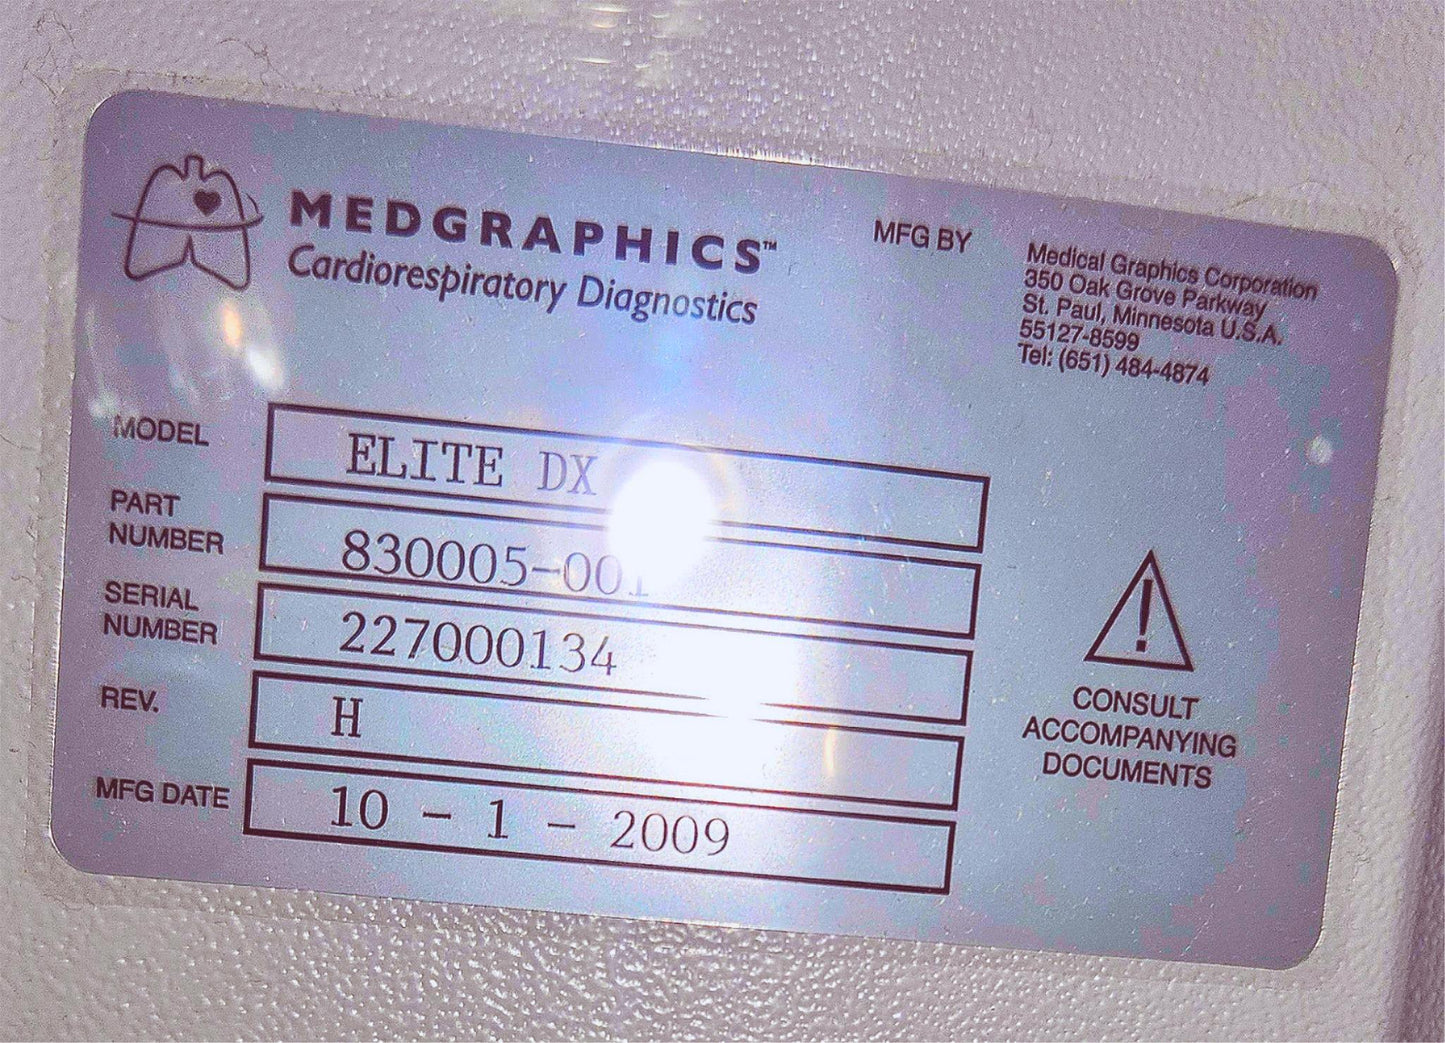 MEDGRAPHICS™
Cardiorespiratory Diagnostics
MFG BY
Medical Graphics Corporation
350 Oak Grove Parkway
St. Paul, Minnesota U.S.A.
55127-8599
Tel: (651) 484-4874
MODEL ELITE DX
PART NUMBER 830005-001
SERIAL NUMBER 227000134
REV. H
MFG DATE 10 - 1 - 2009
!
CONSULT
ACCOMPANYING
DOCUMENTS